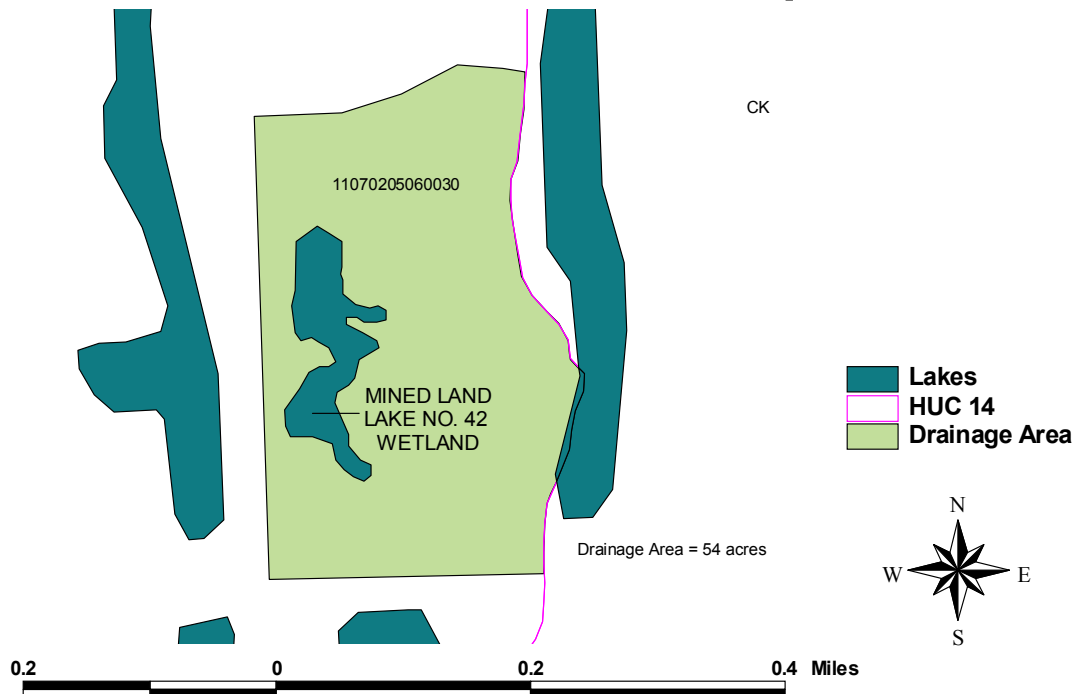 CK
11070205060030
MINED LAND
LAKE NO. 42
WETLAND
Lakes
HUC 14
Drainage Area
Drainage Area = 54 acres
N
W
E
S
0.2 0 0.2 0.4 Miles